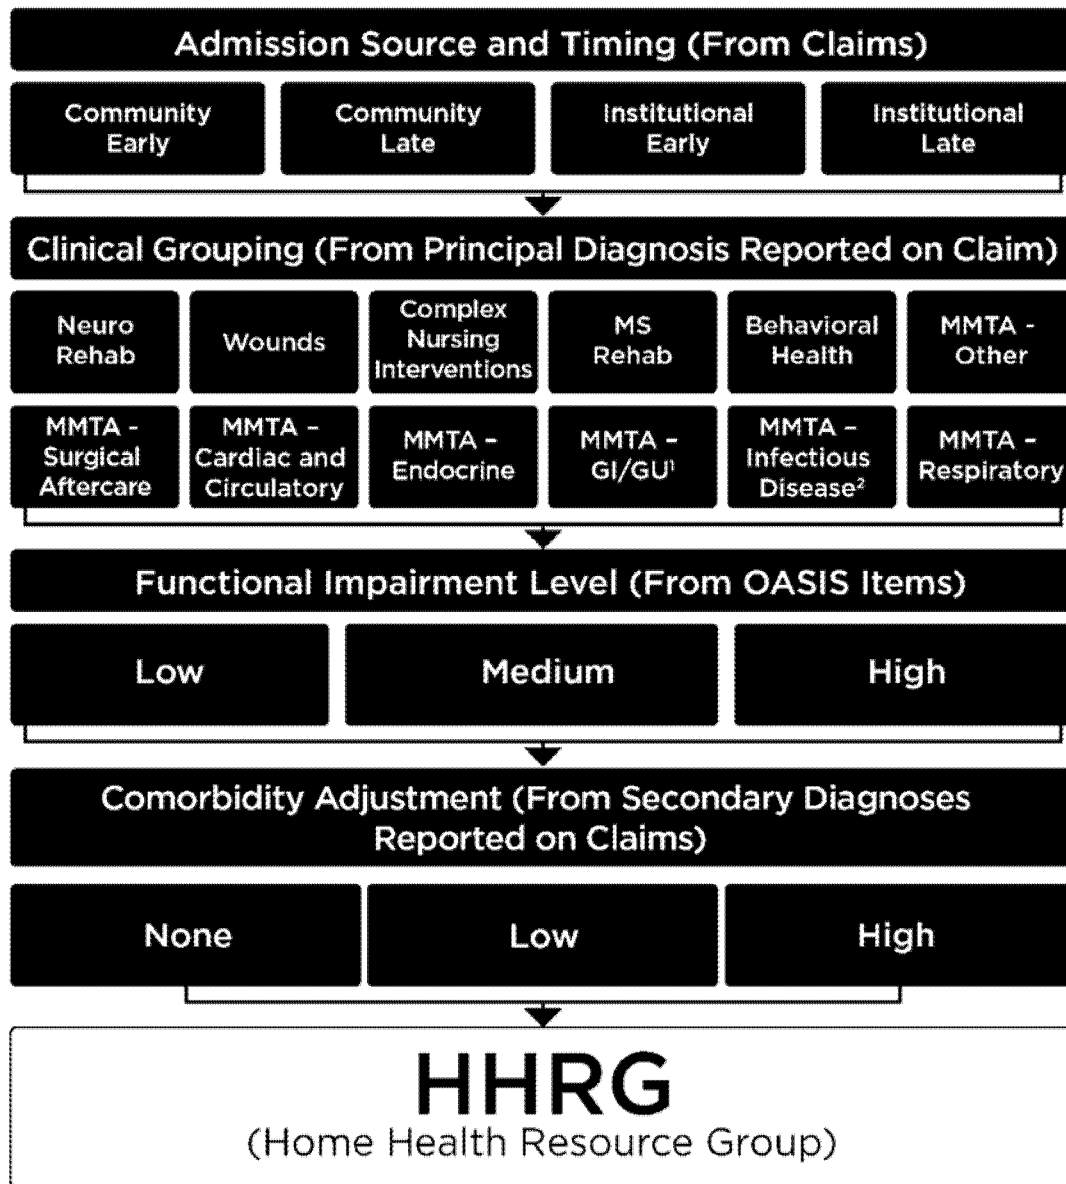 Admission Source and Timing (From Claims)
Community
Early
Community
Late
Institutional
Early
Institutional
Late
Clinical Grouping (From Principal Diagnosis Reported on Claim)
Neuro
Rehab
Wounds
Complex
Nursing
Interventions
MS
Rehab
Behavioral
Health
MMTA -
Other
MMTA -
Surgical
Aftercare
MMTA –
Cardiac and
Circulatory
MMTA –
Endocrine
MMTA –
GI/GU¹
MMTA –
Infectious
Disease²
MMTA –
Respiratory
Functional Impairment Level (From OASIS Items)
Low
Medium
High
Comorbidity Adjustment (From Secondary Diagnoses
Reported on Claims)
None
Low
High
HHRG
(Home Health Resource Group)